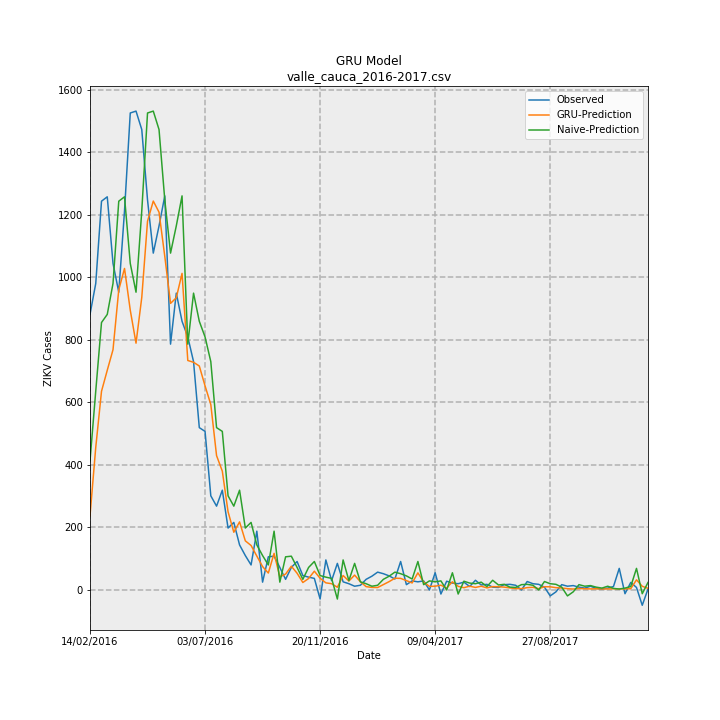 GRU Model
valle_cauca_2016-2017.csv
Observed
GRU-Prediction
Naive-Prediction
ZIKV Cases
1600
1400
1200
1000
800
600
400
200
0
14/02/2016
03/07/2016
20/11/2016
09/04/2017
27/08/2017
Date